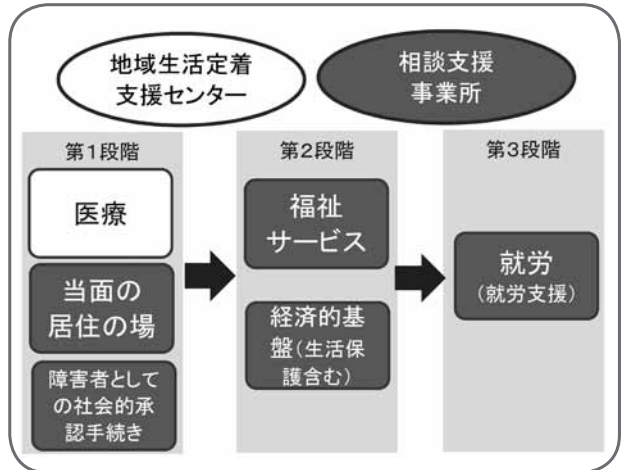 地域生活定着
支援センター
相談支援
事業所
第1段階
医療
当面の
居住の場
障害者として
の社会的承
認手続き
第2段階
福祉
サービス
経済的基
盤(生活保
護含む)
第3段階
就労
(就労支援)